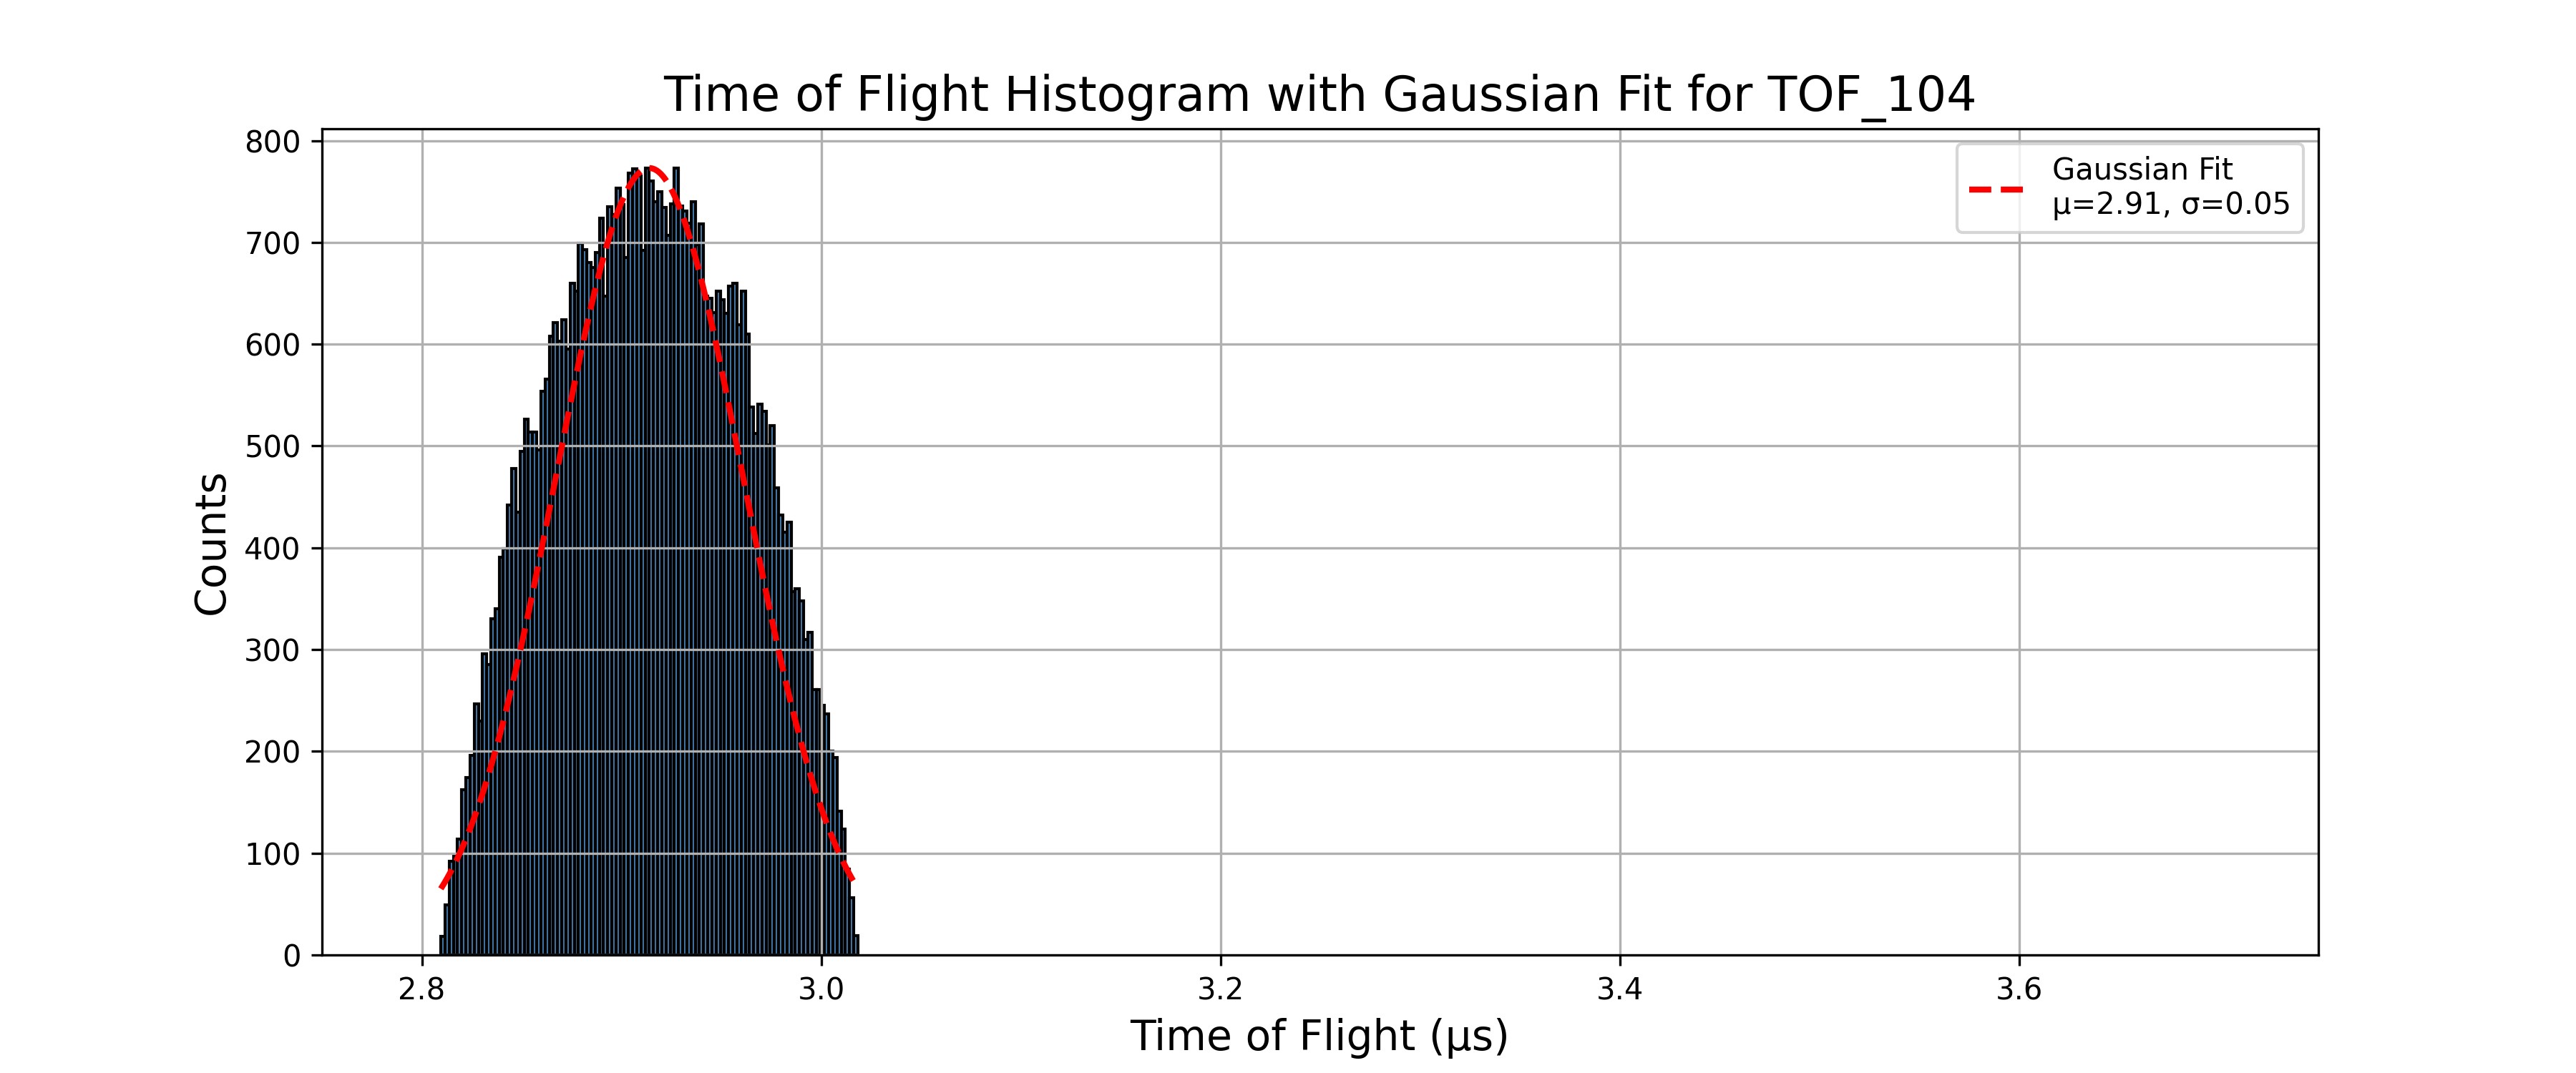 Time of Flight Histogram with Gaussian Fit for TOF_104
Gaussian Fit
μ=2.91, σ=0.05
Counts
800
700
600
500
400
300
200
100
0
2.8 3.0 3.2 3.4 3.6
Time of Flight (μs)